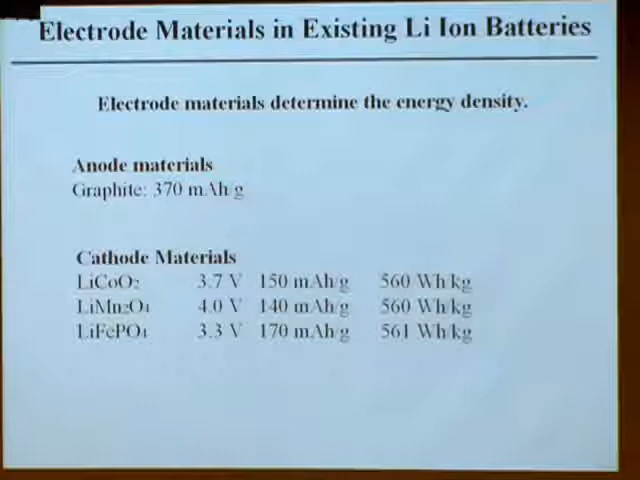 Electrode Materials in Existing Li Ion Batteries
Electrode materials determine the energy density.
Anode materials
Graphite: 370 mAh/g
Cathode Materials
LiCoO₂ 3.7 V 150 mAh/g 560 Wh/kg
LiMn₂O₄ 4.0 V 140 mAh/g 560 Wh/kg
LiFePO₄ 3.3 V 170 mAh/g 561 Wh/kg